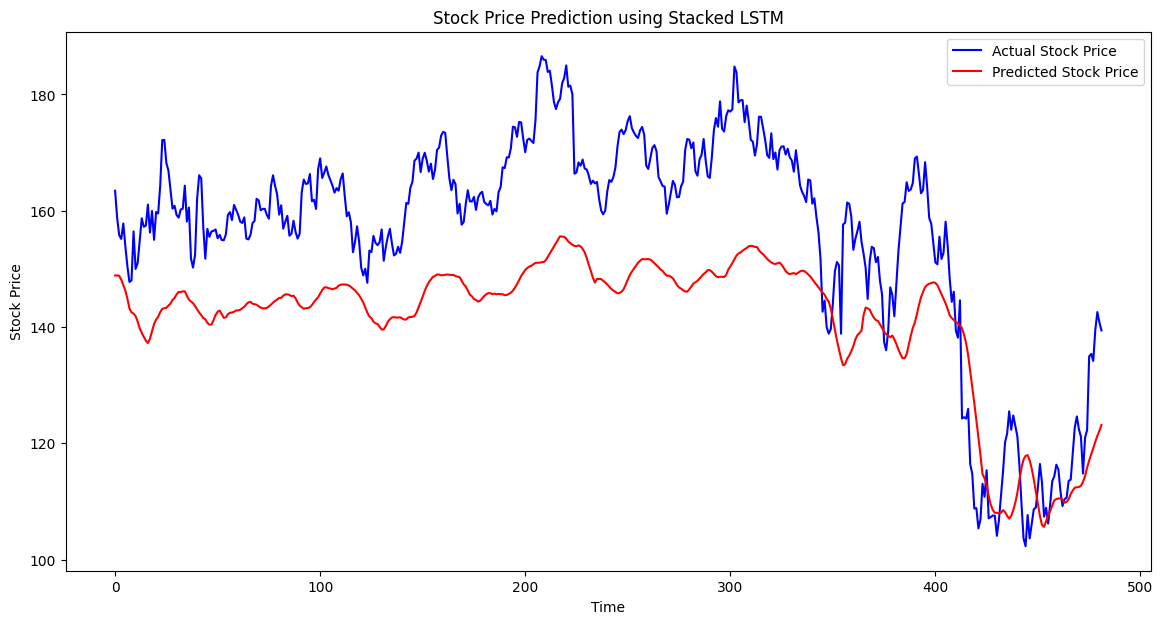 Stock Price Prediction using Stacked LSTM
Actual Stock Price
Predicted Stock Price
Stock Price
180
160
140
120
100
0 100 200 300 400 500
Time